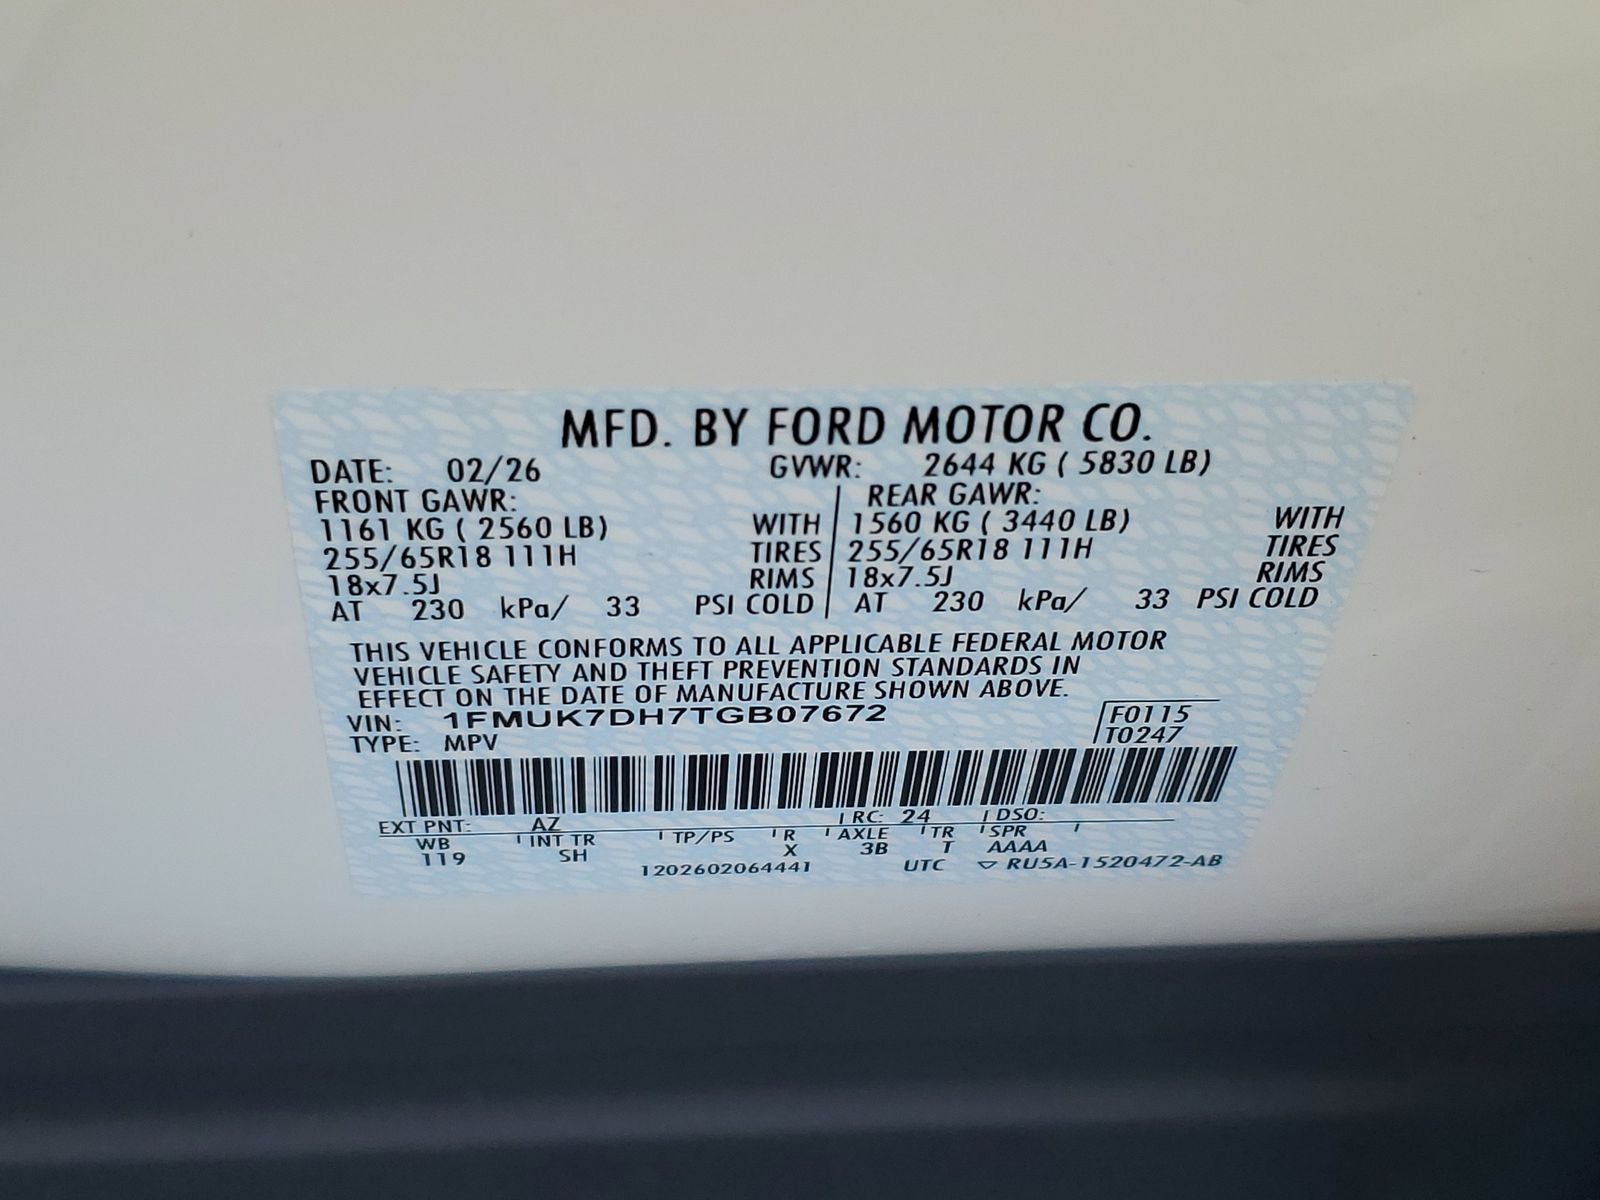 MFD. BY FORD MOTOR CO.
DATE: 02/26 GVWR: 2644 KG ( 5830 LB)
FRONT GAWR: REAR GAWR:
1161 KG ( 2560 LB) WITH 1560 KG ( 3440 LB) WITH
255/65R18 111H TIRES 255/65R18 111H TIRES
18x7.5J RIMS 18x7.5J RIMS
AT 230 kPa/ 33 PSI COLD AT 230 kPa/ 33 PSI COLD
THIS VEHICLE CONFORMS TO ALL APPLICABLE FEDERAL MOTOR
VEHICLE SAFETY AND THEFT PREVENTION STANDARDS IN
EFFECT ON THE DATE OF MANUFACTURE SHOWN ABOVE.
VIN: 1FMUK7DH7TGB07672 F0115
TYPE: MPV T0247
EXT PNT: AZ RC: 24 DSO:
WB INT TR TP/PS R AXLE TR SPR
119 SH X 3B T AAAA
1202602064441 UTC ▽ RU5A-1520472-AB